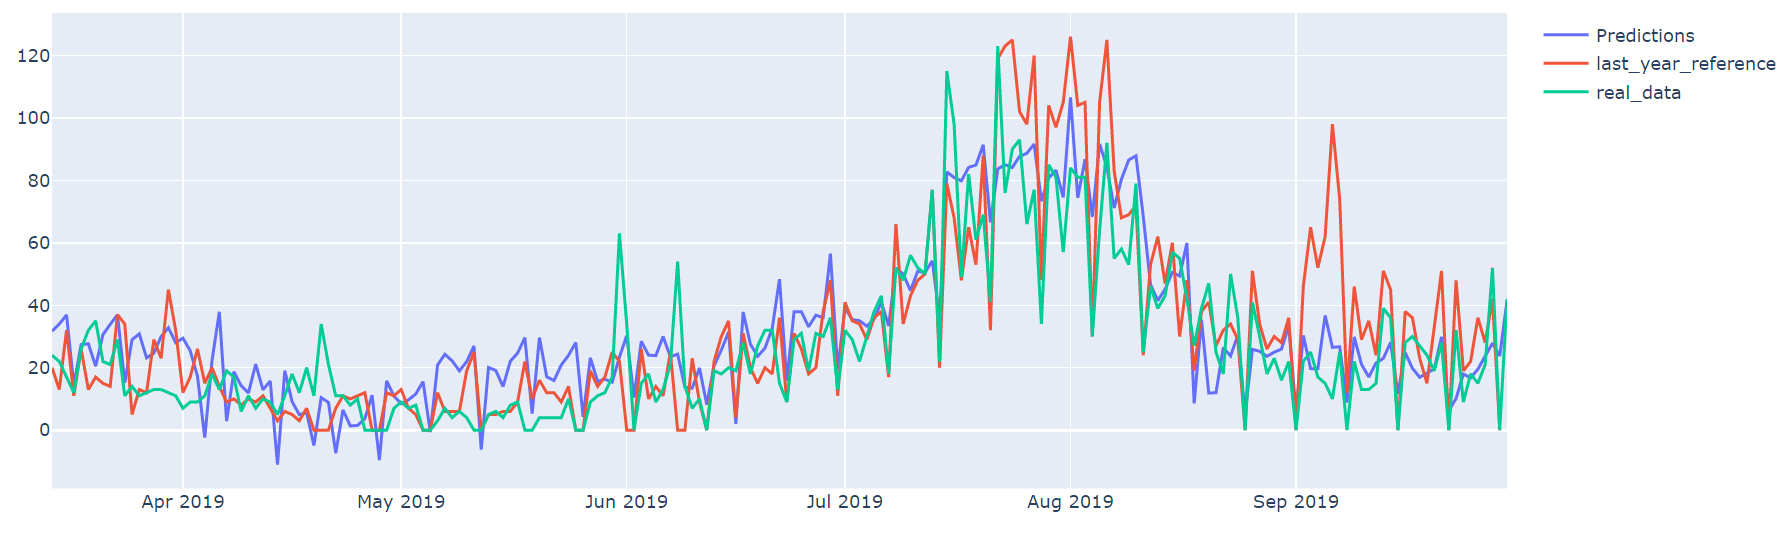 120
100
80
60
40
20
0
Apr 2019
May 2019
Jun 2019
Jul 2019
Aug 2019
Sep 2019
Predictions
last_year_reference
real_data